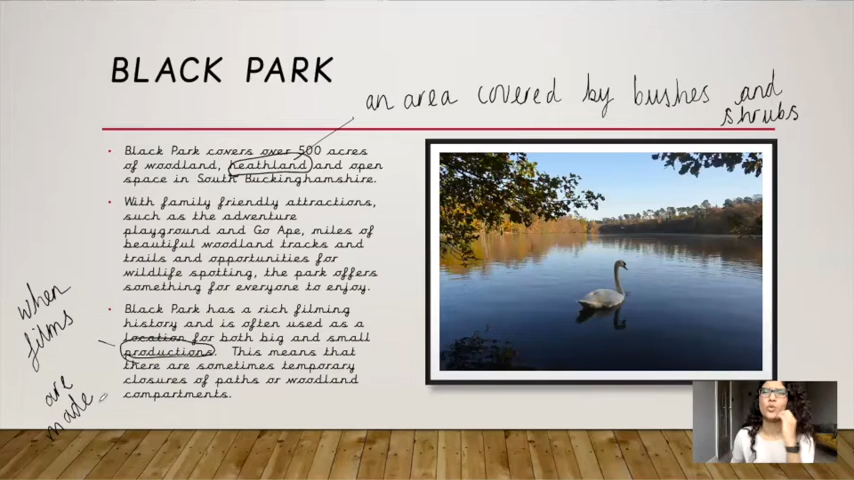 BLACK PARK
an area covered by bushes and
shrubs
Black Park covers over 500 acres
of woodland, heathland and open
space in South Buckinghamshire.
With family friendly attractions,
such as the adventure
playground and Go Ape, miles of
beautiful woodland tracks and
trails and opportunities for
wildlife spotting, the park offers
something for everyone to enjoy.
Black Park has a rich filming
history and is often used as a
location for both big and small
productions. This means that
there are sometimes temporary
closures of paths or woodland
compartments.
when
films
are
made.